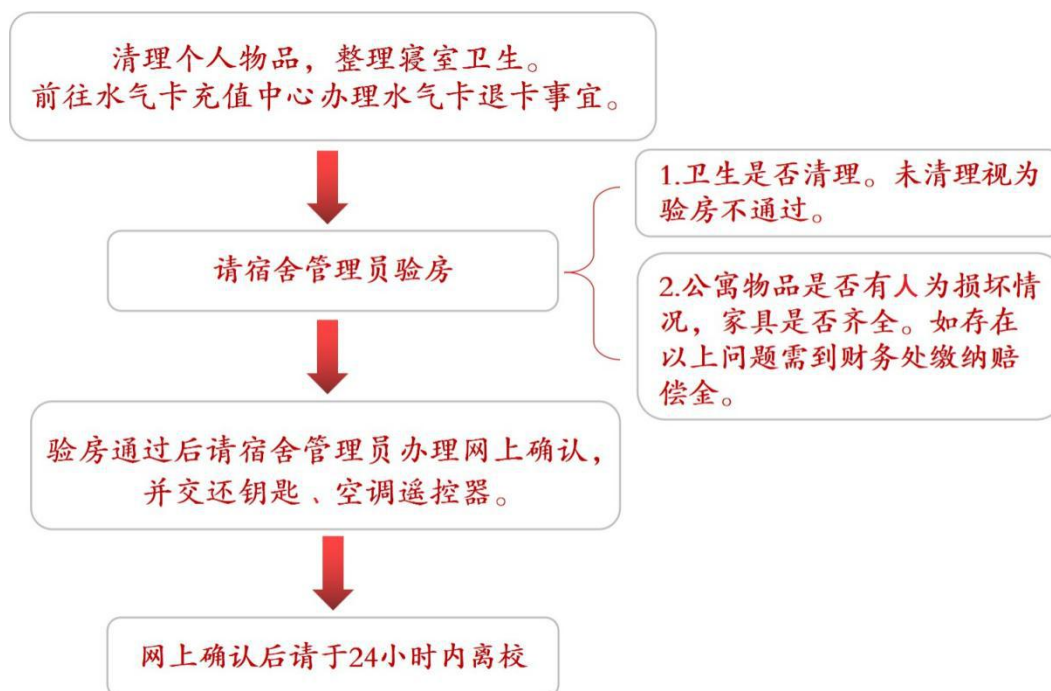 清理个人物品，整理寝室卫生。
前往水气卡充值中心办理水气卡退卡事宜。
请宿舍管理员验房
1.卫生是否清理。未清理视为
验房不通过。
2.公寓物品是否有人为损坏情
况，家具是否齐全。如存在
以上问题需到财务处缴纳赔
偿金。
验房通过后请宿舍管理员办理网上确认，
并交还钥匙、空调遥控器。
网上确认后请于24小时内离校